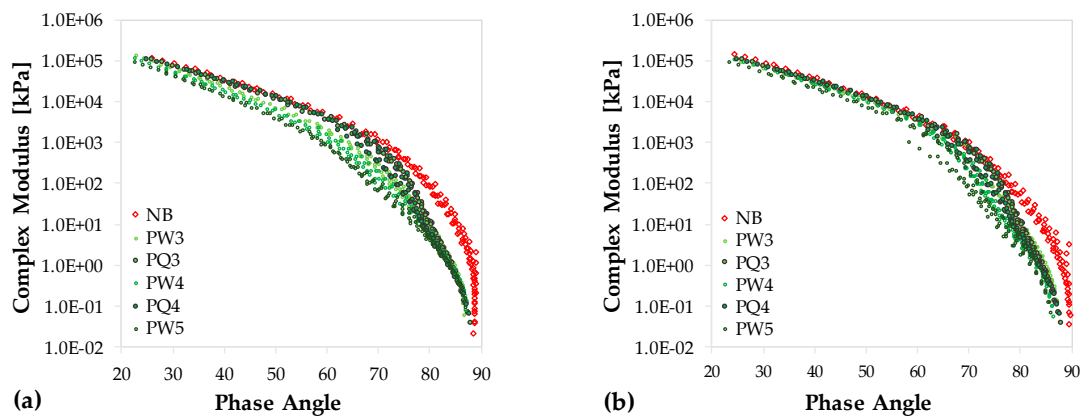 1.0E+06
1.0E+05
1.0E+04
1.0E+03
1.0E+02
1.0E+01
1.0E+00
1.0E-01
1.0E-02
Complex Modulus [kPa]
NB
PW3
PQ3
PW4
PQ4
PW5
20 30 40 50 60 70 80 90
Phase Angle
(a)
1.0E+06
1.0E+05
1.0E+04
1.0E+03
1.0E+02
1.0E+01
1.0E+00
1.0E-01
1.0E-02
Complex Modulus [kPa]
NB
PW3
PQ3
PW4
PQ4
PW5
20 30 40 50 60 70 80 90
Phase Angle
(b)